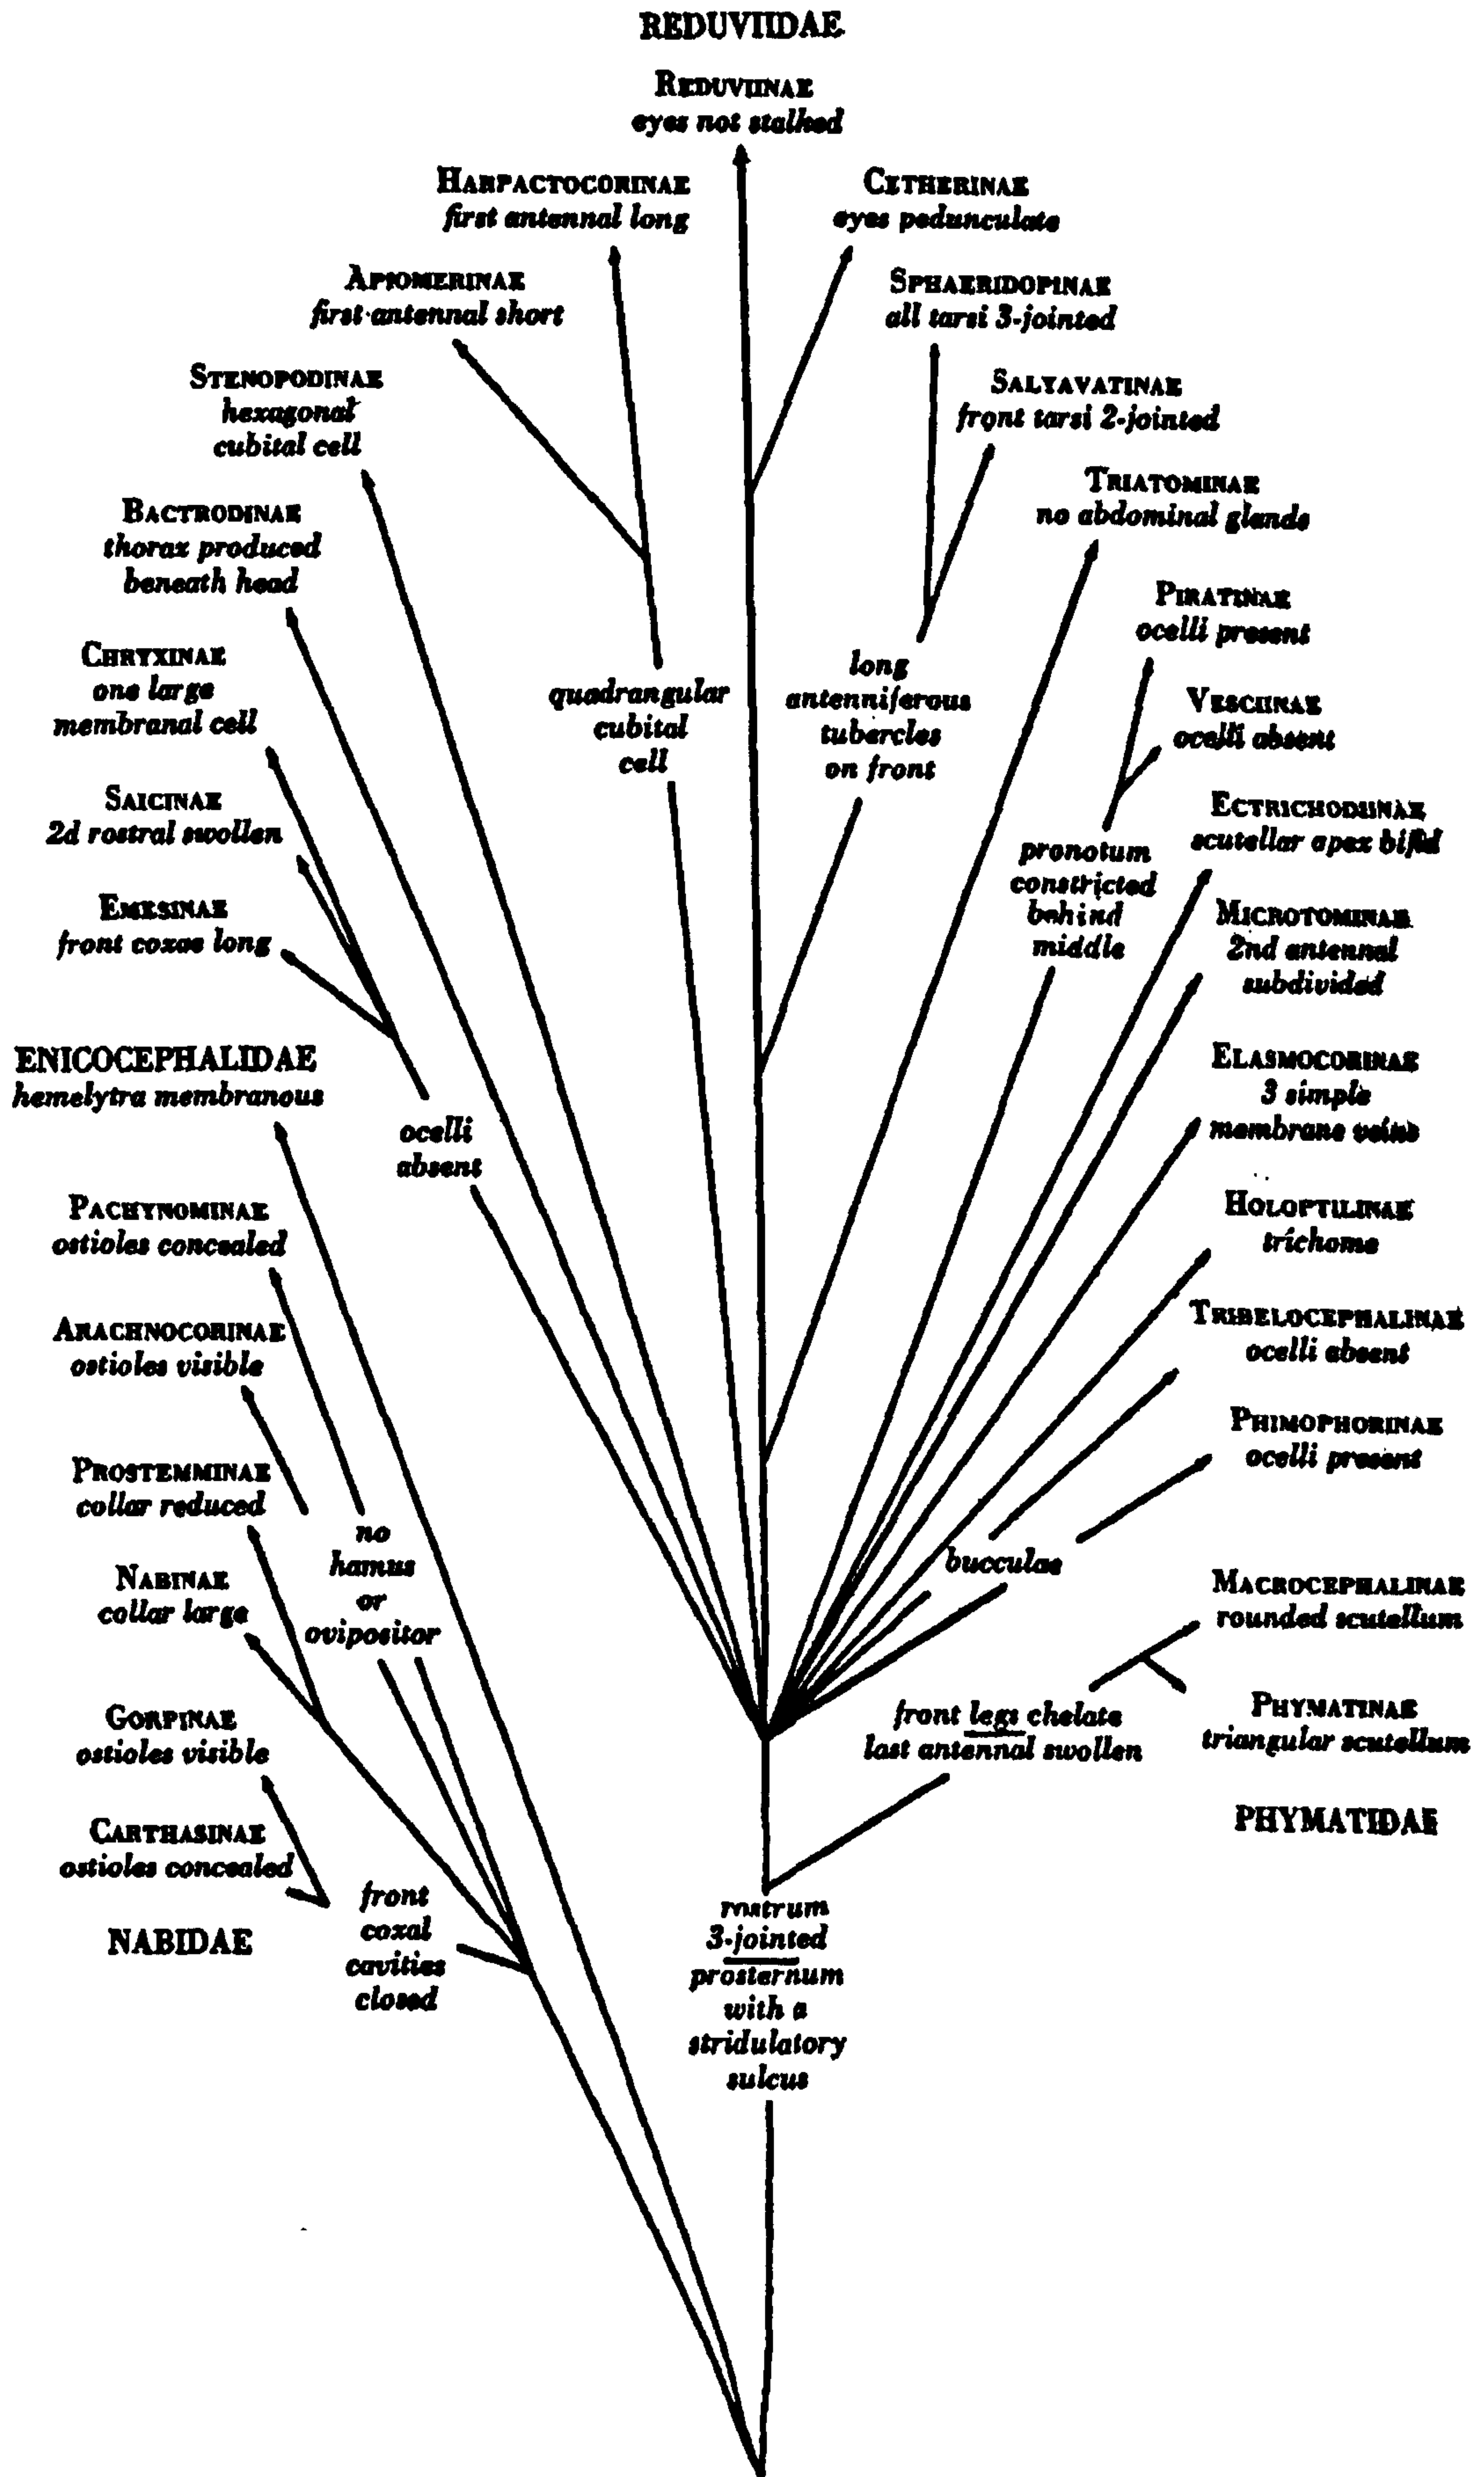 REDUVIIDAE
REDUVIINAE
eyes not stalked
HARPACTOCORINAE
first antennal long
CETHERINAE
eyes pedunculate
APIOMERINAE
first antennal short
SPHAERIDOPINAE
all tarsi 3-jointed
STENOPODINAE
hexagonal
cubital cell
SALYAVATINAE
front tarsi 2-jointed
TRIATOMINAE
no abdominal glands
BACTRODINAE
thorax produced
beneath head
PIRATINAE
ocelli present
CHRYXINAE
one large
membranal cell
quadrangular
cubital
cell
long
antenniferous
tubercles
on front
VESCIINAE
ocelli absent
SAICINAE
2d rostral swollen
ECTRICHODIINAE
scutellar apex bifid
pronotum
constricted
behind
middle
EMESINAE
front coxae long
MICROTOMINAE
2nd antennal
subdivided
ENICOCEPHALIDAE
hemelytra membranous
ELASMOCORINAE
3 simple
membrane veins
ocelli
absent
PACHYNOMINAE
ostioles concealed
HOLOPTILINAE
trichome
ARACHNOCORINAE
ostioles visible
TRIBELOCEPHALINAE
ocelli absent
PROSTEMMINAE
collar reduced
PHIMOPHORINAE
ocelli present
no
hamus
or
ovipositor
bucculae
NABINAE
collar large
MACROCEPHALINAE
rounded scutellum
GORPINAE
ostioles visible
front legs chelate
last antennal swollen
PHYMATINAE
triangular scutellum
CARTHASINAE
ostioles concealed
PHYMATIDAE
NABIDAE
front
coxal
cavities
closed
rostrum
3-jointed
prosternum
with a
stridulatory
sulcus